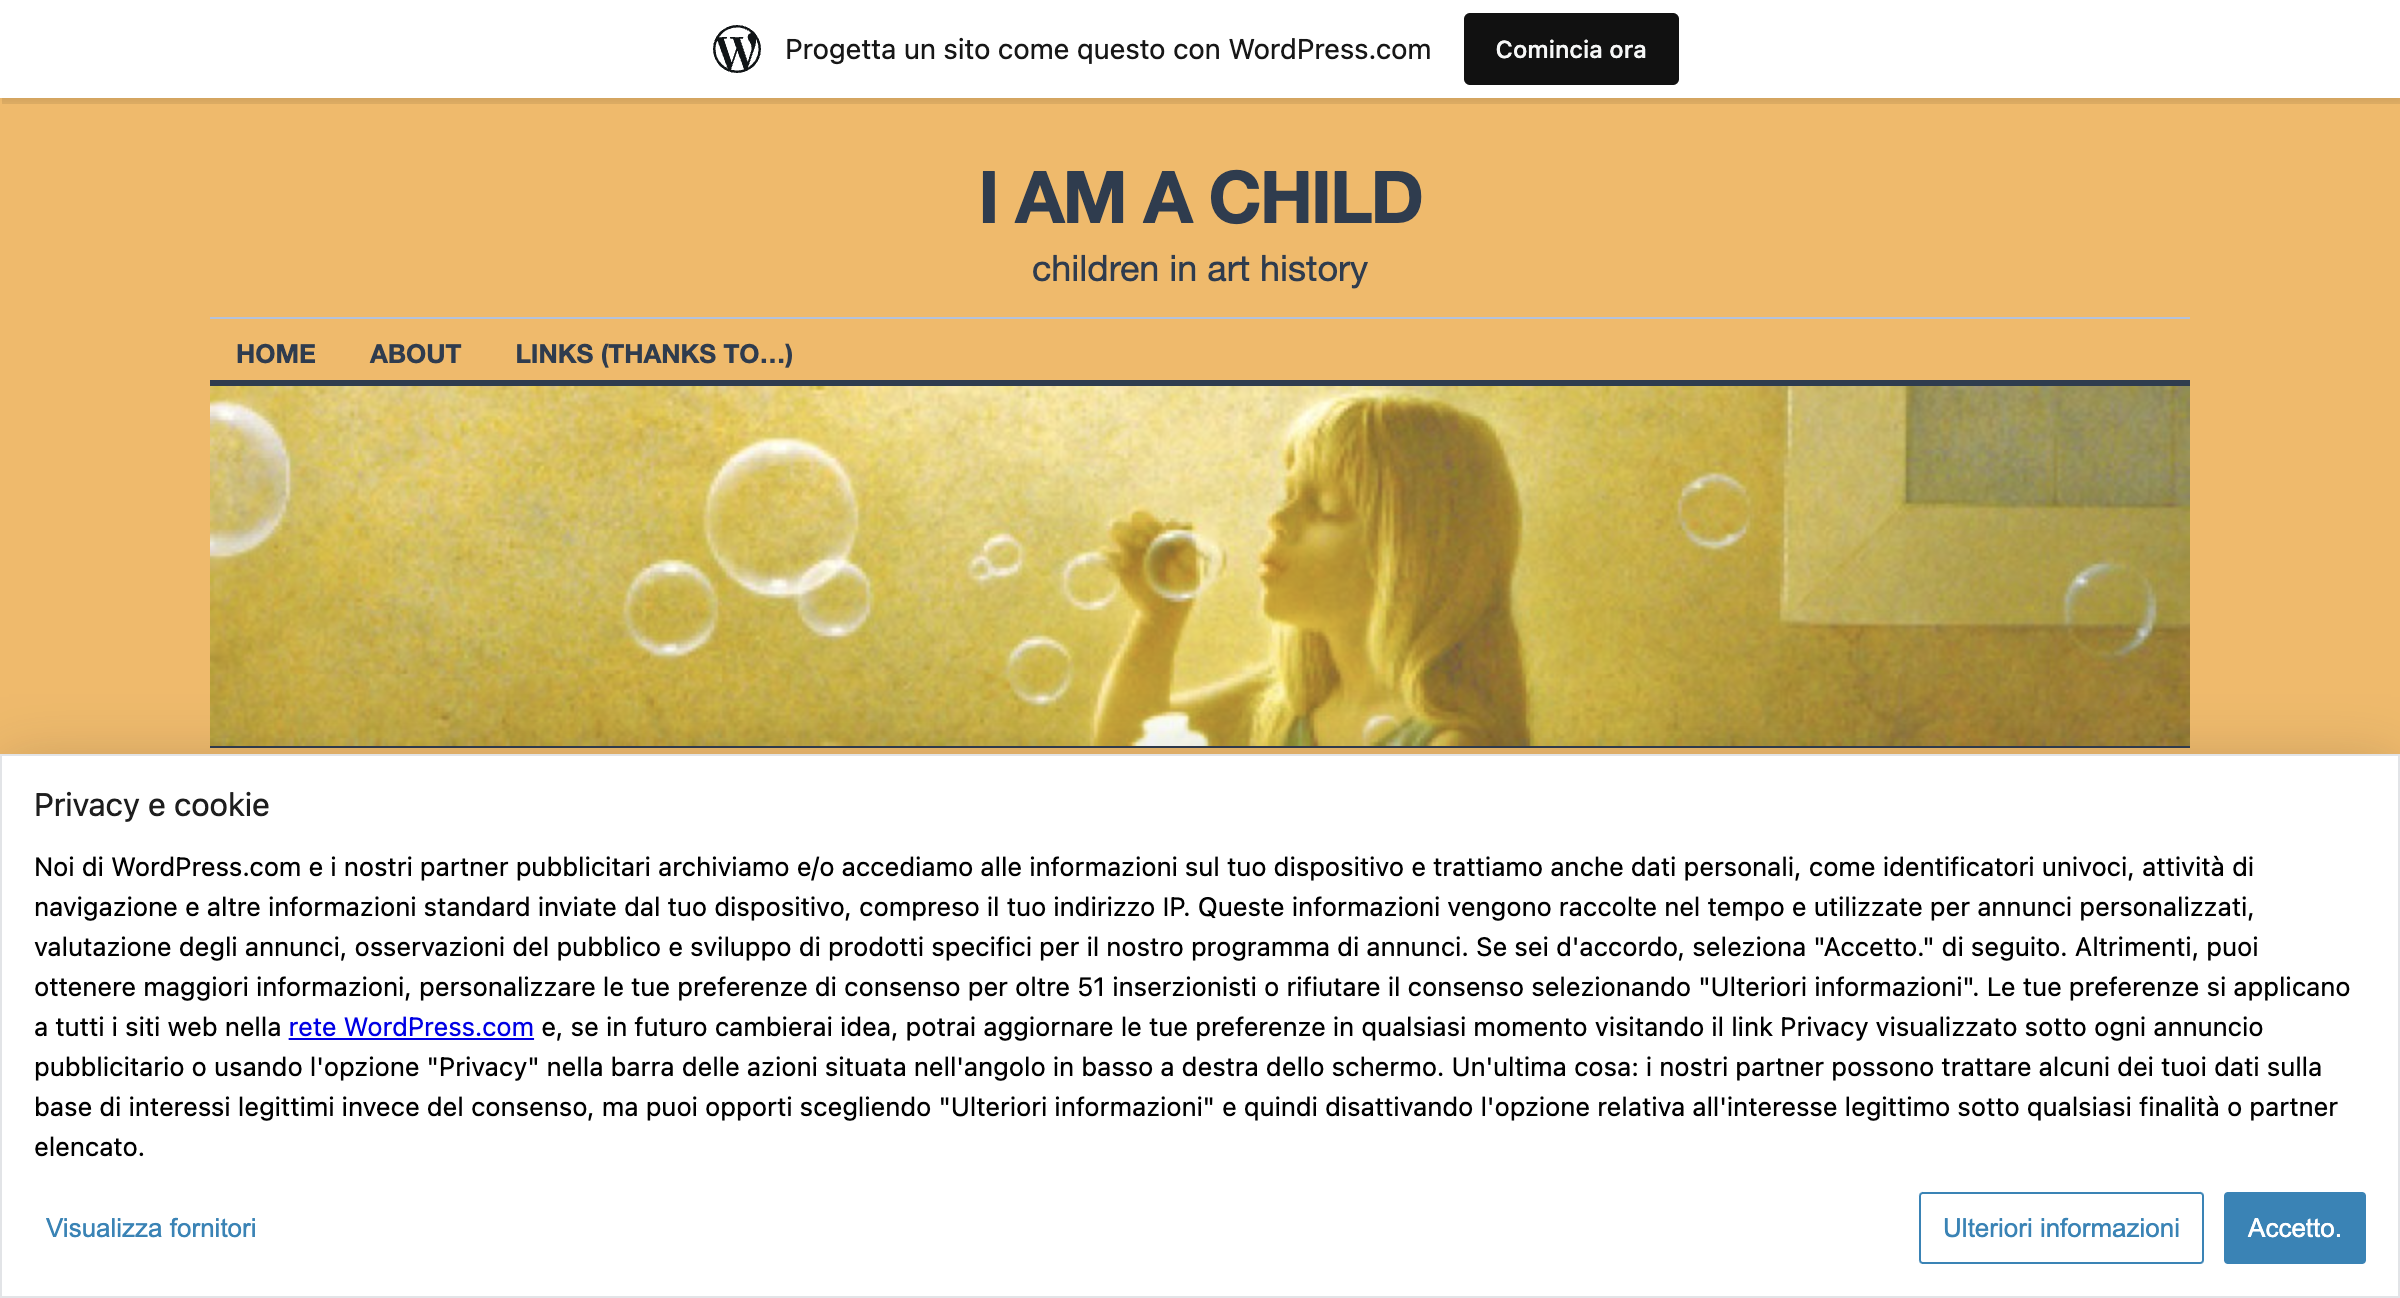 Progetta un sito come questo con WordPress.com
Comincia ora
I AM A CHILD
children in art history
HOME ABOUT LINKS (THANKS TO…)
Privacy e cookie
Noi di WordPress.com e i nostri partner pubblicitari archiviamo e/o accediamo alle informazioni sul tuo dispositivo e trattiamo anche dati personali, come identificatori univoci, attività di
navigazione e altre informazioni standard inviate dal tuo dispositivo, compreso il tuo indirizzo IP. Queste informazioni vengono raccolte nel tempo e utilizzate per annunci personalizzati,
valutazione degli annunci, osservazioni del pubblico e sviluppo di prodotti specifici per il nostro programma di annunci. Se sei d'accordo, seleziona "Accetto." di seguito. Altrimenti, puoi
ottenere maggiori informazioni, personalizzare le tue preferenze di consenso per oltre 51 inserzionisti o rifiutare il consenso selezionando "Ulteriori informazioni". Le tue preferenze si applicano
a tutti i siti web nella rete WordPress.com e, se in futuro cambierai idea, potrai aggiornare le tue preferenze in qualsiasi momento visitando il link Privacy visualizzato sotto ogni annuncio
pubblicitario o usando l'opzione "Privacy" nella barra delle azioni situata nell'angolo in basso a destra dello schermo. Un'ultima cosa: i nostri partner possono trattare alcuni dei tuoi dati sulla
base di interessi legittimi invece del consenso, ma puoi opporti scegliendo "Ulteriori informazioni" e quindi disattivando l'opzione relativa all'interesse legittimo sotto qualsiasi finalità o partner
elencato.
Visualizza fornitori
Ulteriori informazioni
Accetto.